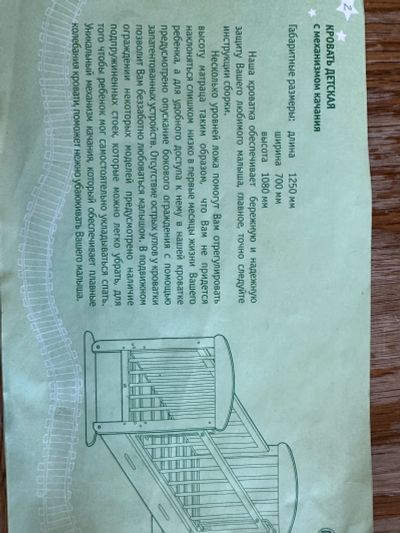 2
КРОВАТЬ ДЕТСКАЯ
с механизмом качания
Габаритные размеры: длина 1250 мм
ширина 700 мм
высота 1080 мм
Наша кроватка обеспечивает бережную и надежную
защиту Вашего любимого малыша, главное, точно следуйте
инструкции сборки.
Несколько уровней ложа помогут Вам отрегулировать
высоту матраца таким образом, что Вам не придется
наклоняться слишком низко в первые месяцы жизни Вашего
ребенка, а для удобного доступа к нему в нашей кроватке
предусмотрено опускание бокового ограждения с помощью
запатентованных устройств. Отсутствие острых углов у кроватки
позволит Вам беззаботно любоваться малышом. В подвижном
ограждении некоторых моделей предусмотрено наличие
подпружиненных стоек, которые можно легко убрать, для
того чтобы ребенок мог самостоятельно укладываться спать.
Уникальный механизм качания, который обеспечивает плавные
колебания кровати, поможет нежно убаюкивать Вашего малыша.